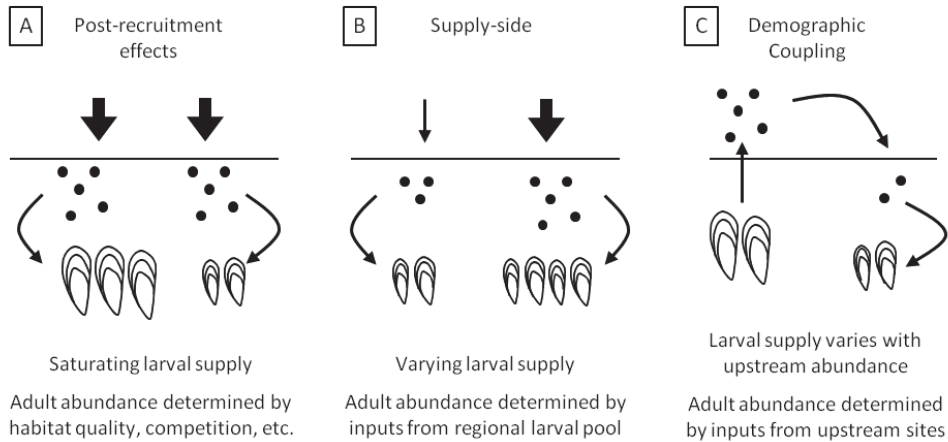 A
Post-recruitment
effects
Saturating larval supply
Adult abundance determined by
habitat quality, competition, etc.
B
Supply-side
Varying larval supply
Adult abundance determined by
inputs from regional larval pool
C
Demographic
Coupling
Larval supply varies with
upstream abundance
Adult abundance determined
by inputs from upstream sites